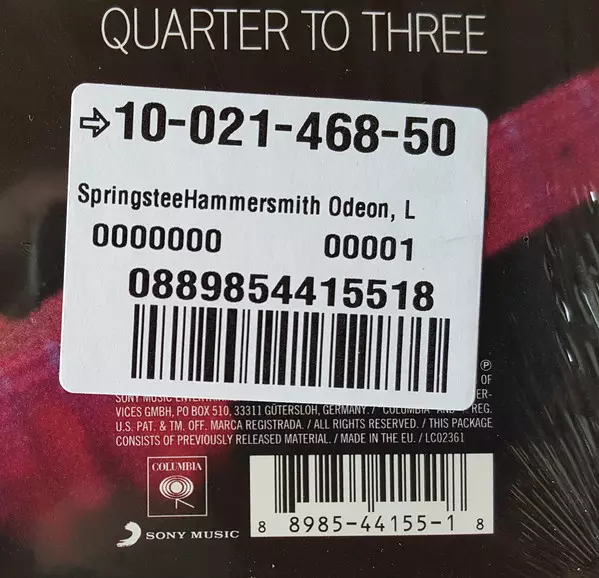 QUARTER TO THREE
⇨10-021-468-50
SpringsteeHammersmith Odeon, L
0000000 00001
0889854415518
℗
OF
SONY MUSIC ER-
VICES GMBH, PO BOX 510, 33311 GÜTERSLOH, GERMANY. / "COLUMBIA" AND REG.
U.S. PAT. & TM. OFF. MARCA REGISTRADA. / ALL RIGHTS RESERVED. / THIS PACKAGE
CONSISTS OF PREVIOUSLY RELEASED MATERIAL. / MADE IN THE EU. / LC02361
COLUMBIA
SONY MUSIC
8 8985-44155-1 8